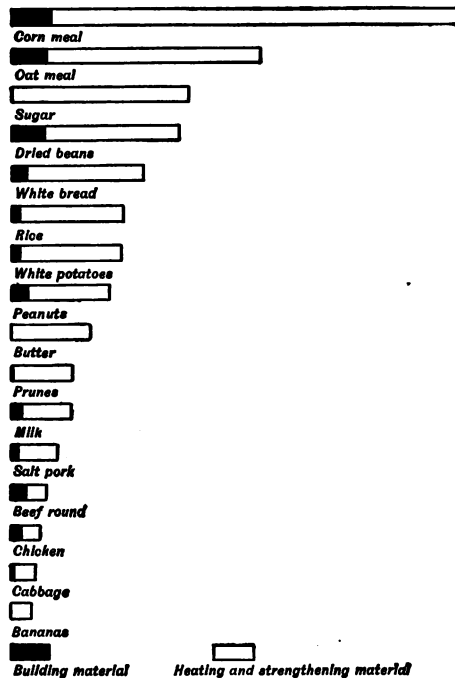 Corn meal
Oat meal
Sugar
Dried beans
White bread
Rice
White potatoes
Peanuts
Butter
Prunes
Milk
Salt pork
Beef round
Chicken
Cabbage
Bananas
Building material Heating and strengthening material